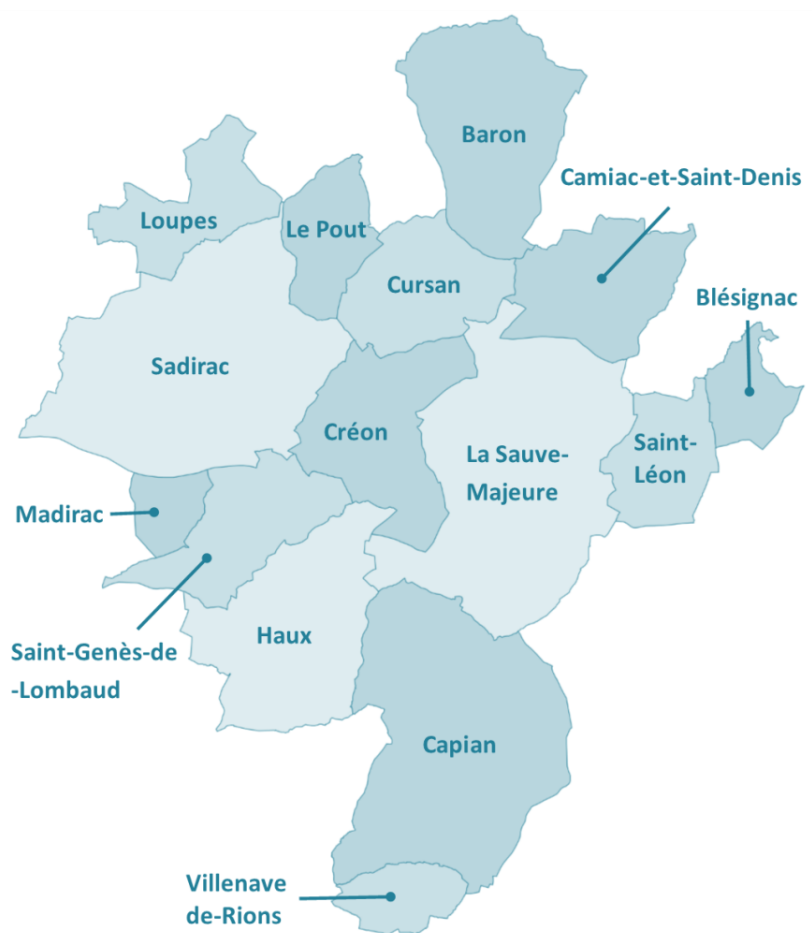 Baron
Camiac-et-Saint-Denis
Loupes
Le Pout
Cursan
Blésignac
Sadirac
Créon
La Sauve-
Majeure
Saint-
Léon
Madirac
Saint-Genès-de
-Lombaud
Haux
Capian
Villenave
de-Rions